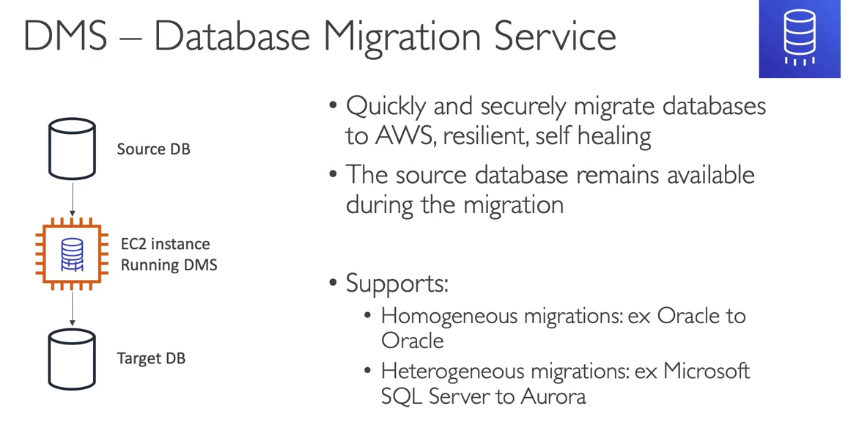 DMS – Database Migration Service
Source DB
EC2 instance
Running DMS
Target DB
• Quickly and securely migrate databases
to AWS, resilient, self healing
• The source database remains available
during the migration
• Supports:
• Homogeneous migrations: ex Oracle to
Oracle
• Heterogeneous migrations: ex Microsoft
SQL Server to Aurora